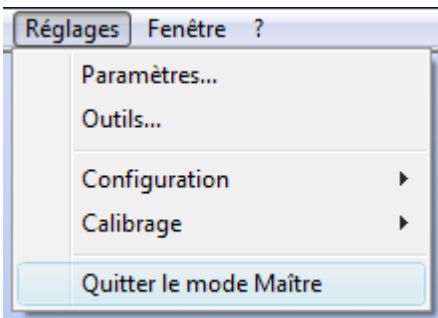 Réglages Fenêtre ?
Paramètres...
Outils...
Configuration
Calibrage
Quitter le mode Maître